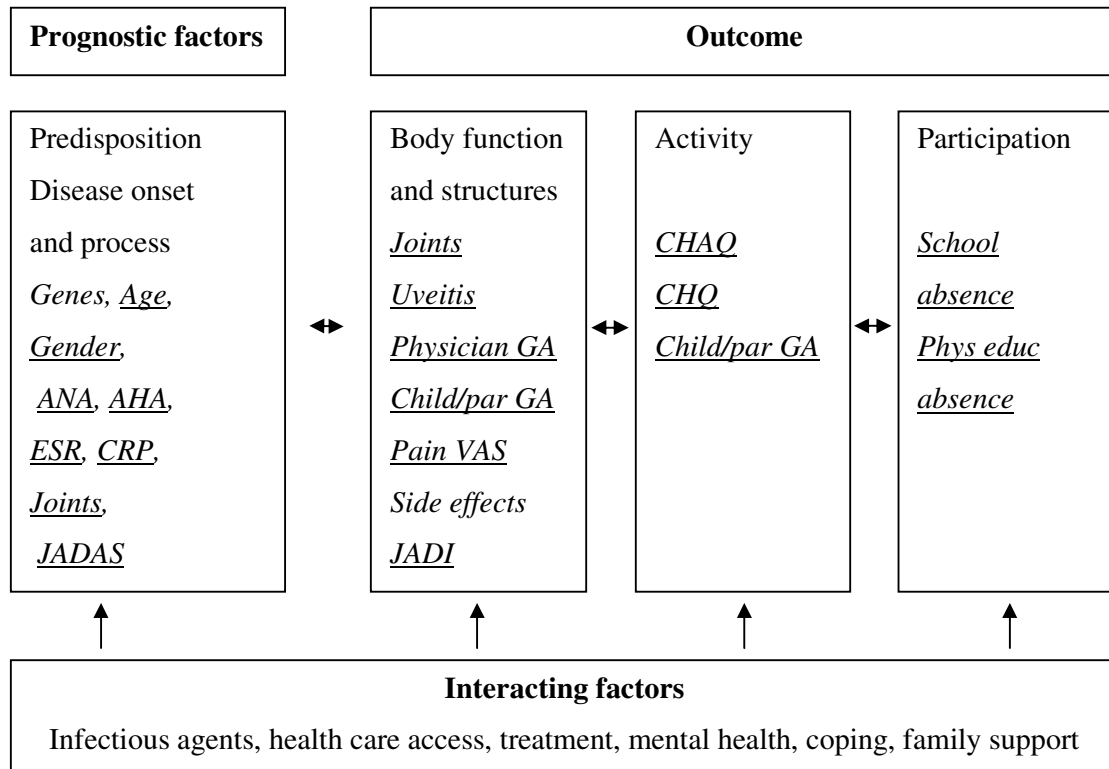 Prognostic factors
Outcome
Predisposition
Disease onset
and process
Genes, Age,
Gender,
ANA, AHA,
ESR, CRP,
Joints,
JADAS
Body function
and structures
Joints
Uveitis
Physician GA
Child/par GA
Pain VAS
Side effects
JADI
Activity
CHAQ
CHQ
Child/par GA
Participation
School
absence
Phys educ
absence
Interacting factors
Infectious agents, health care access, treatment, mental health, coping, family support